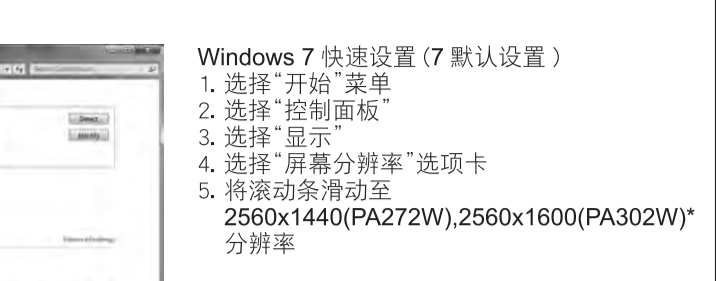 Windows 7 快速设置 (7 默认设置 )
1. 选择“开始”菜单
2. 选择“控制面板”
3. 选择“显示”
4. 选择“屏幕分辨率”选项卡
5. 将滚动条滑动至
2560x1440(PA272W),2560x1600(PA302W)*
分辨率
Detect
Identify